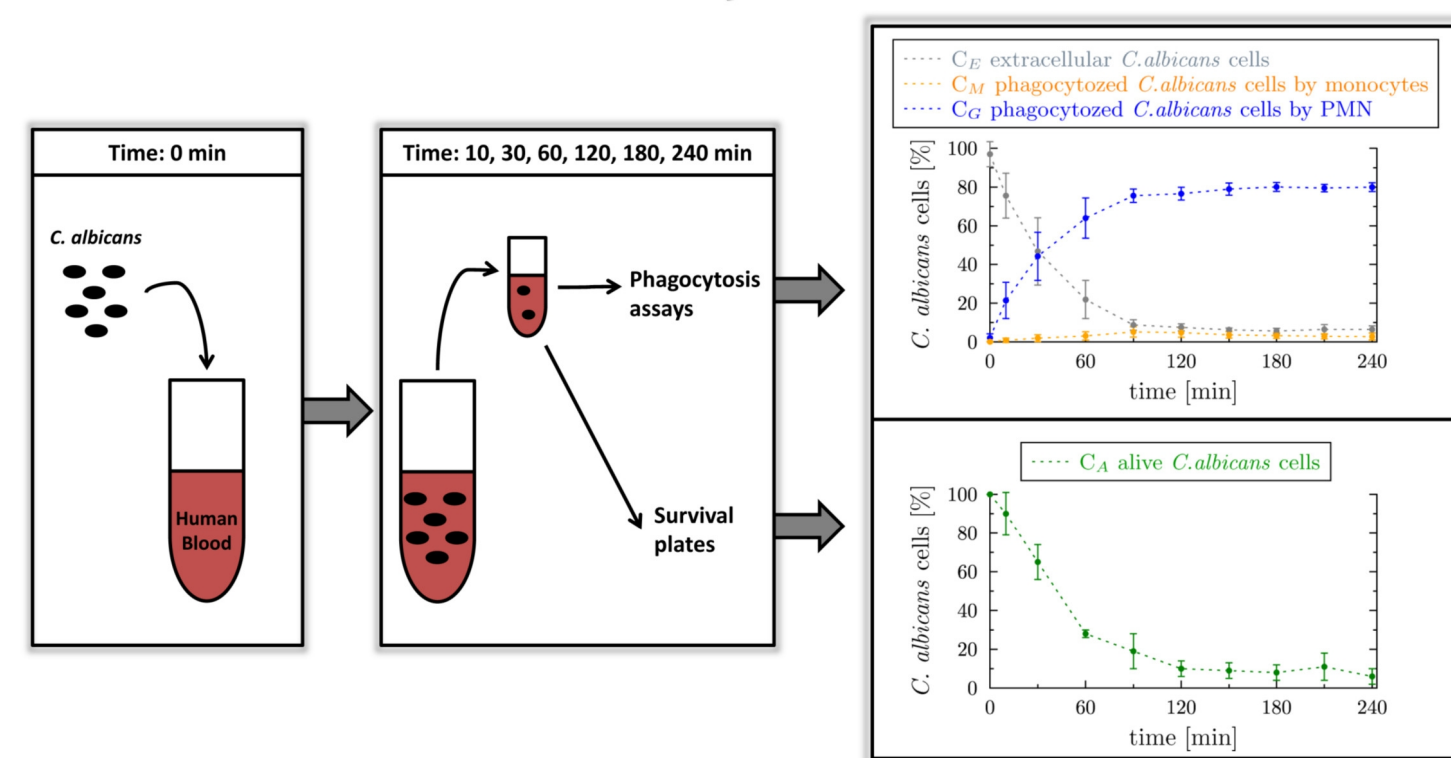 Time: 0 min
C. albicans
Human
Blood
Time: 10, 30, 60, 120, 180, 240 min
Phagocytosis
assays
Survival
plates
C_E extracellular C.albicans cells
C_M phagocytozed C.albicans cells by monocytes
C_G phagocytozed C.albicans cells by PMN
C. albicans cells [%]
100
80
60
40
20
0
0 60 120 180 240
time [min]
C_A alive C.albicans cells
C. albicans cells [%]
100
80
60
40
20
0
0 60 120 180 240
time [min]